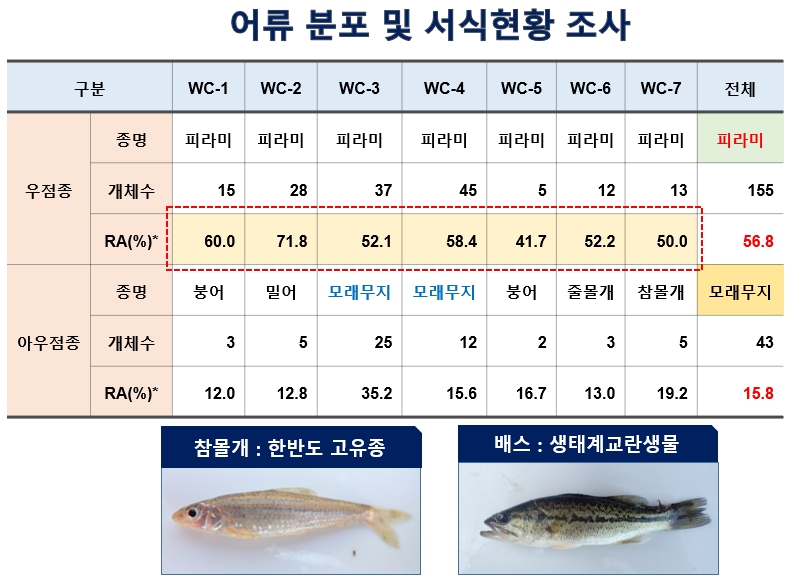 어류 분포 및 서식현황 조사
구분 WC-1 WC-2 WC-3 WC-4 WC-5 WC-6 WC-7 전체
우점종 종명 피라미 피라미 피라미 피라미 피라미 피라미 피라미 피라미
개체수 15 28 37 45 5 12 13 155
RA(%)* 60.0 71.8 52.1 58.4 41.7 52.2 50.0 56.8
아우점종 종명 붕어 밀어 모래무지 모래무지 붕어 줄몰개 참몰개 모래무지
개체수 3 5 25 12 2 3 5 43
RA(%)* 12.0 12.8 35.2 15.6 16.7 13.0 19.2 15.8
참몰개 : 한반도 고유종
배스 : 생태계교란생물